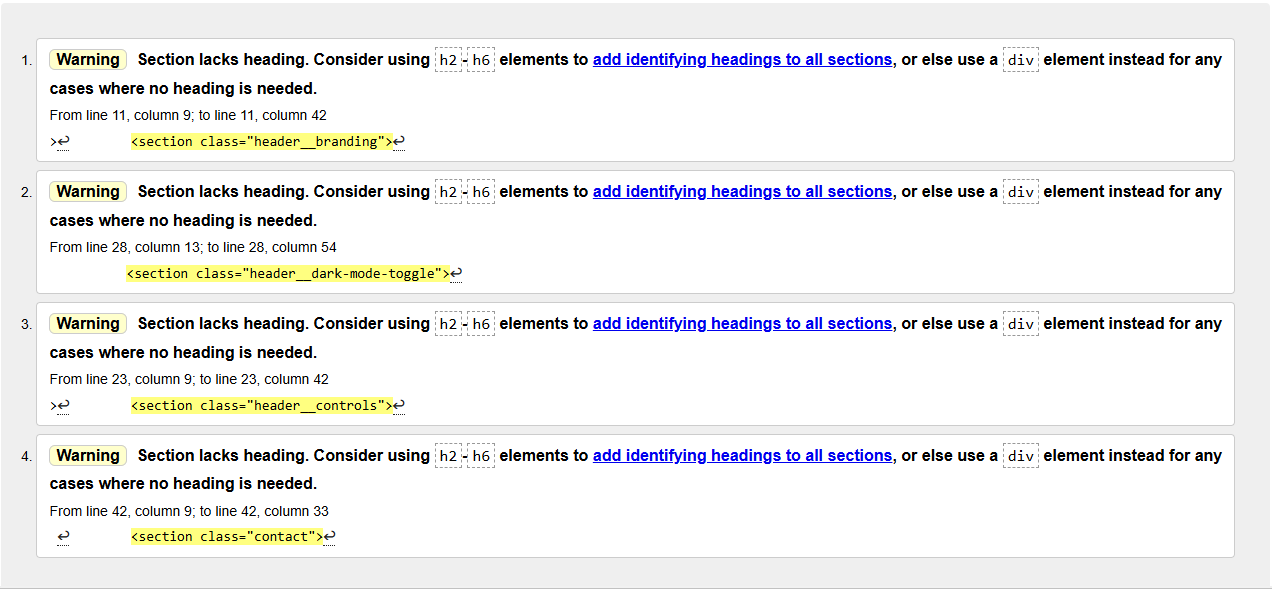 1. Warning Section lacks heading. Consider using h2-h6 elements to add identifying headings to all sections, or else use a div element instead for any
cases where no heading is needed.
From line 11, column 9; to line 11, column 42
>↩ <section class="header__branding">↩
2. Warning Section lacks heading. Consider using h2-h6 elements to add identifying headings to all sections, or else use a div element instead for any
cases where no heading is needed.
From line 28, column 13; to line 28, column 54
<section class="header__dark-mode-toggle">↩
3. Warning Section lacks heading. Consider using h2-h6 elements to add identifying headings to all sections, or else use a div element instead for any
cases where no heading is needed.
From line 23, column 9; to line 23, column 42
>↩ <section class="header__controls">↩
4. Warning Section lacks heading. Consider using h2-h6 elements to add identifying headings to all sections, or else use a div element instead for any
cases where no heading is needed.
From line 42, column 9; to line 42, column 33
↩ <section class="contact">↩